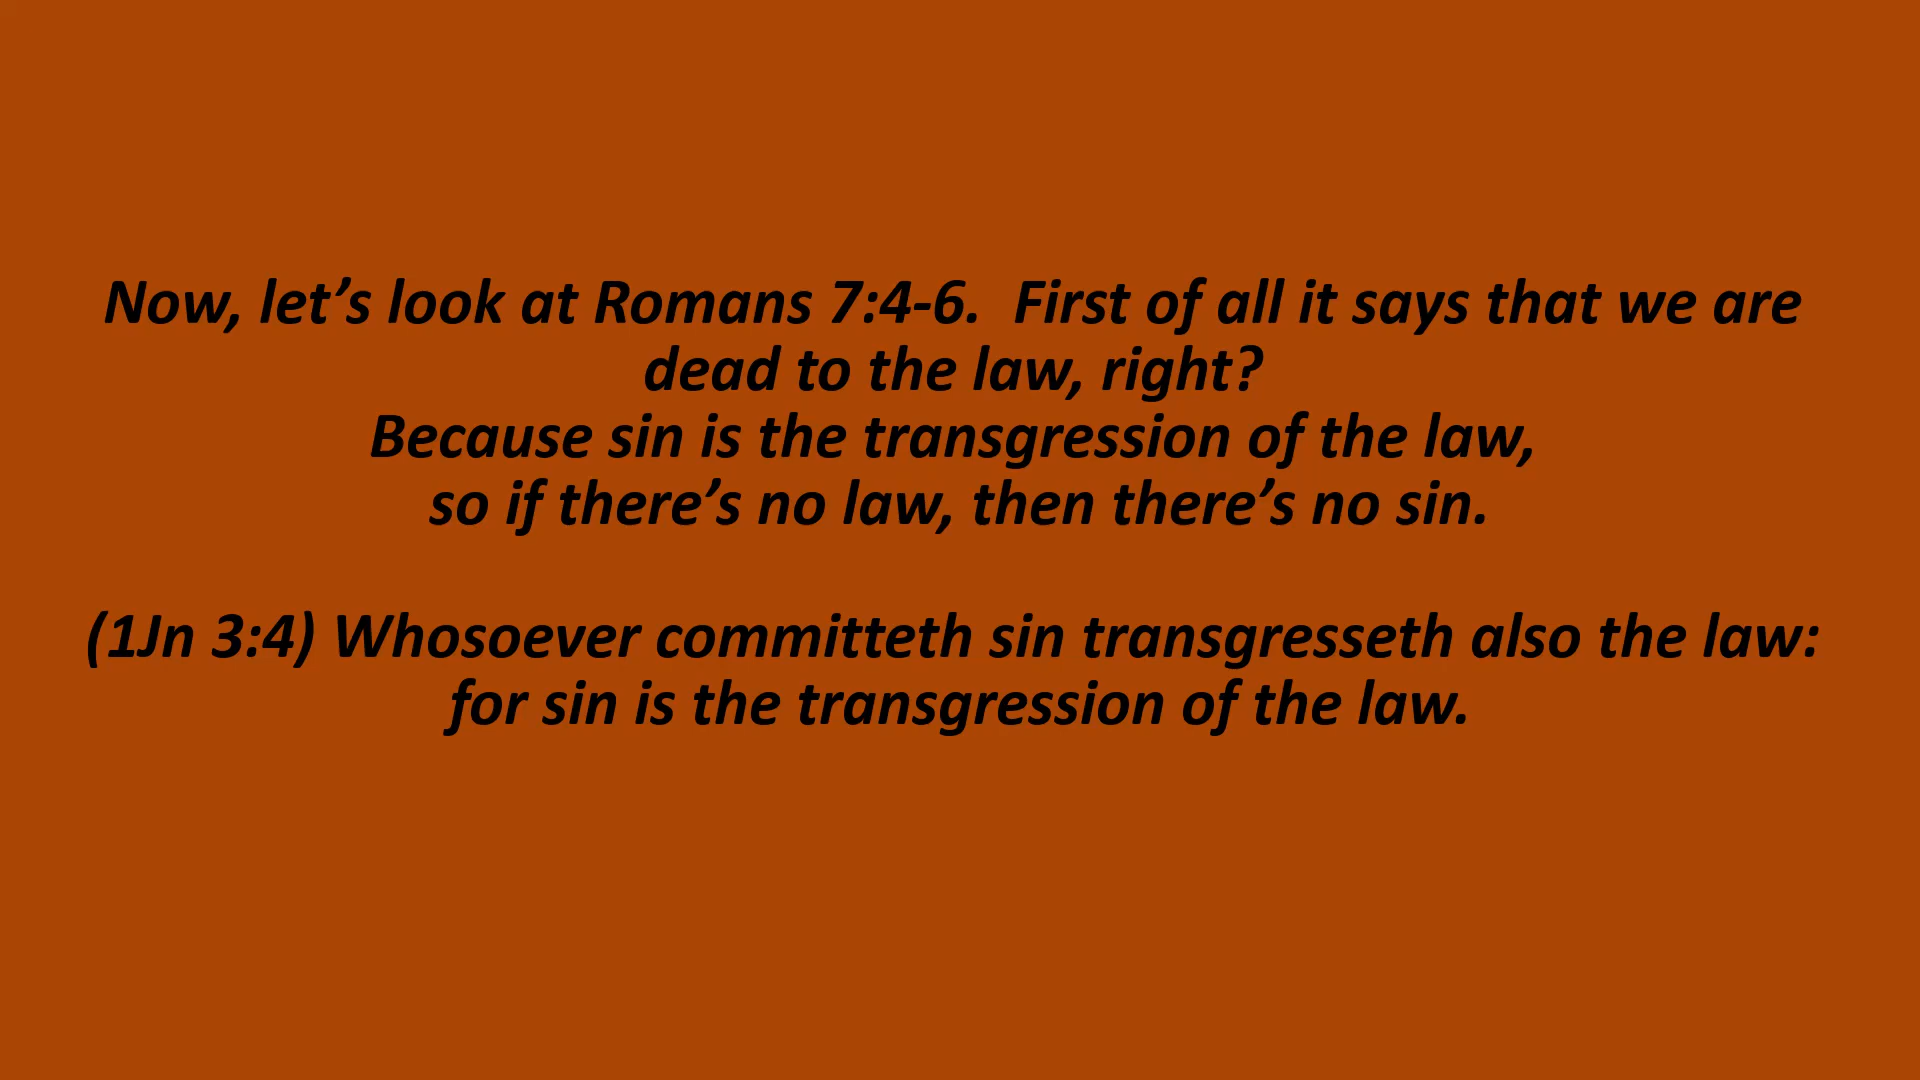 Now, let’s look at Romans 7:4-6.  First of all it says that we are
dead to the law, right?
Because sin is the transgression of the law,
so if there’s no law, then there’s no sin.
(1Jn 3:4) Whosoever committeth sin transgresseth also the law:
for sin is the transgression of the law.